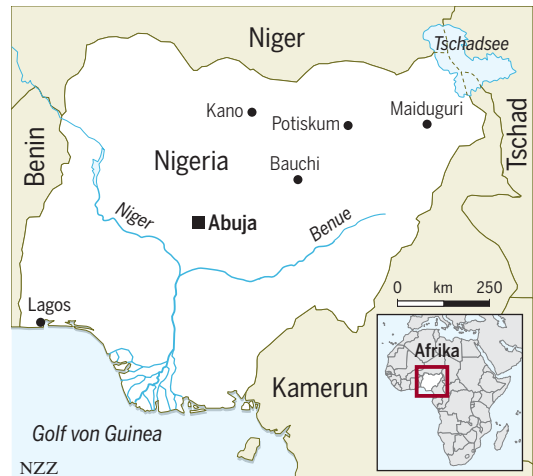 Niger
Tschadsee
Kano
Potiskum
Maiduguri
Tschad
Benin
Nigeria
Bauchi
Niger
Abuja
Benue
0 km 250
Lagos
Afrika
Kamerun
Golf von Guinea
NZZ